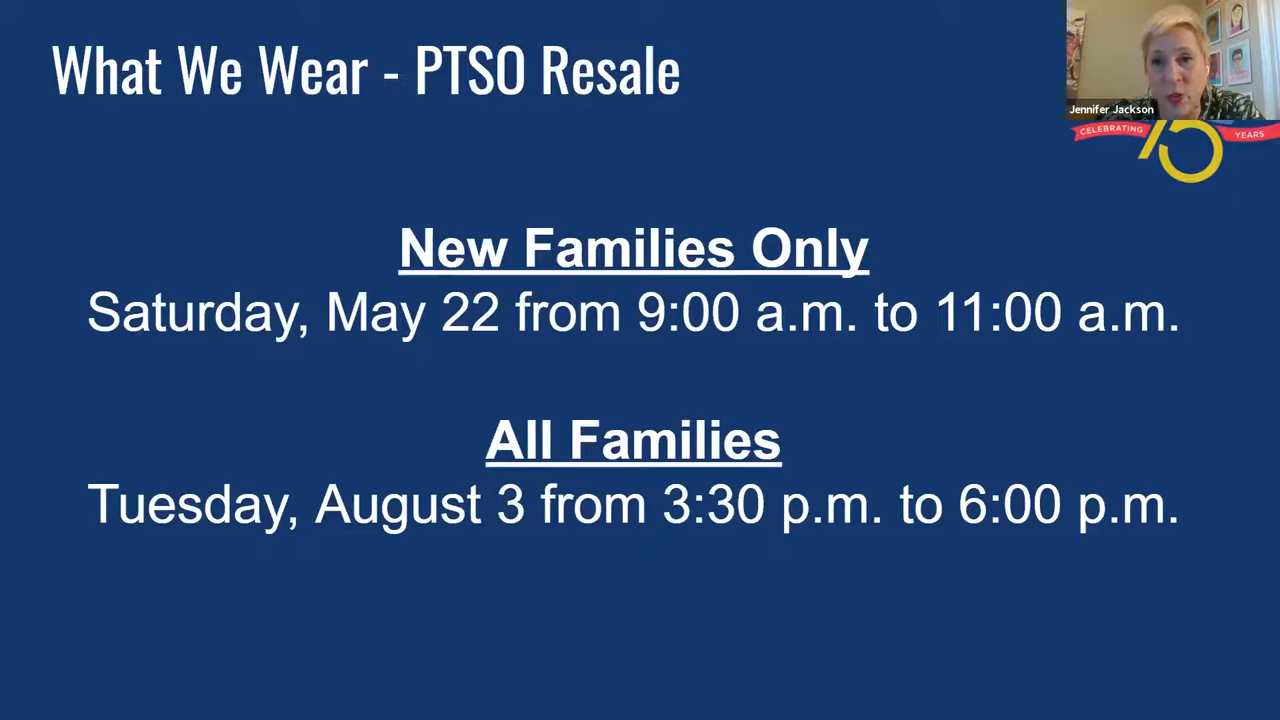 What We Wear - PTSO Resale
Jennifer Jackson
CELEBRATING 75 YEARS
New Families Only
Saturday, May 22 from 9:00 a.m. to 11:00 a.m.
All Families
Tuesday, August 3 from 3:30 p.m. to 6:00 p.m.